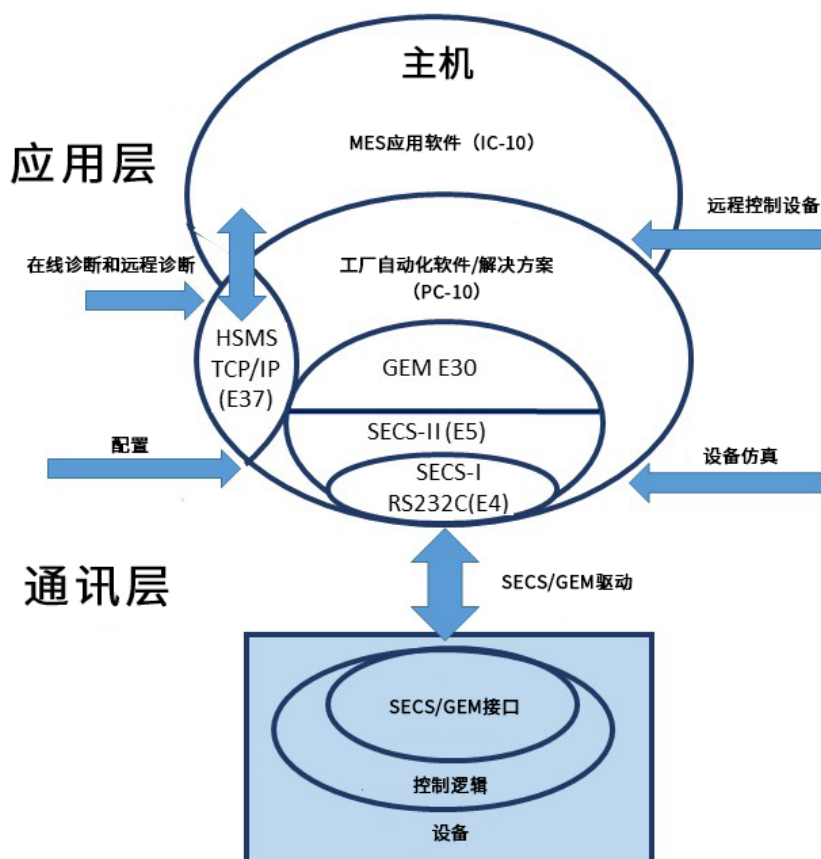 主机
MES应用软件（IC-10）
应用层
远程控制设备
在线诊断和远程诊断
工厂自动化软件/解决方案
（PC-10）
HSMS
TCP/IP
(E37)
GEM E30
SECS-II (E5)
配置
SECS-I
RS232C(E4)
设备仿真
通讯层
SECS/GEM驱动
SECS/GEM接口
控制逻辑
设备